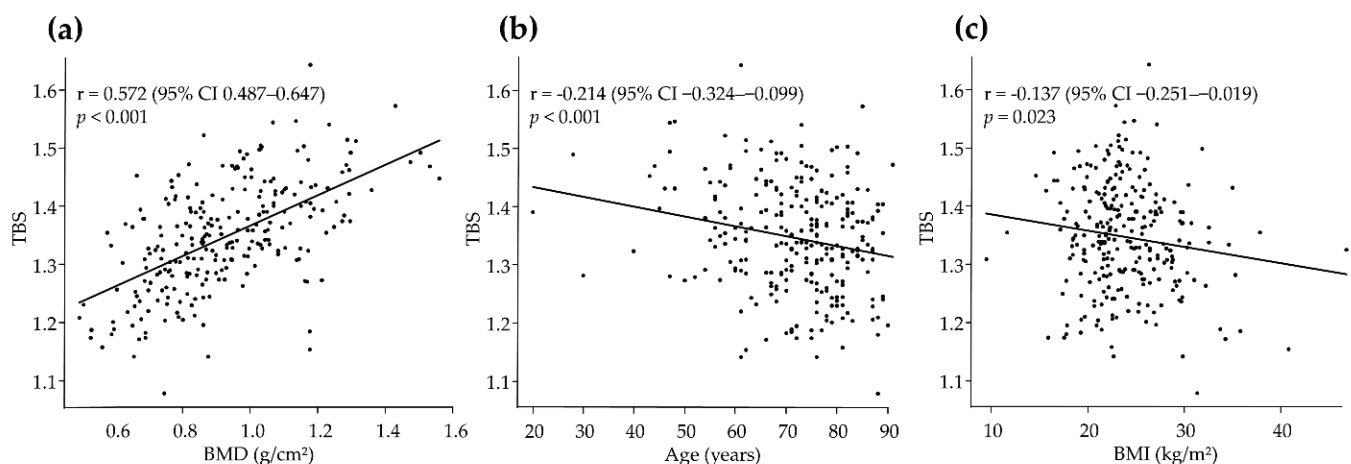 (a)
r = 0.572 (95% CI 0.487–0.647)
p < 0.001
TBS
1.6
1.5
1.4
1.3
1.2
1.1
0.6 0.8 1.0 1.2 1.4 1.6
BMD (g/cm²)
(b)
r = -0.214 (95% CI −0.324–−0.099)
p < 0.001
TBS
1.6
1.5
1.4
1.3
1.2
1.1
20 30 40 50 60 70 80 90
Age (years)
(c)
r = -0.137 (95% CI −0.251–−0.019)
p = 0.023
TBS
1.6
1.5
1.4
1.3
1.2
1.1
10 20 30 40
BMI (kg/m²)